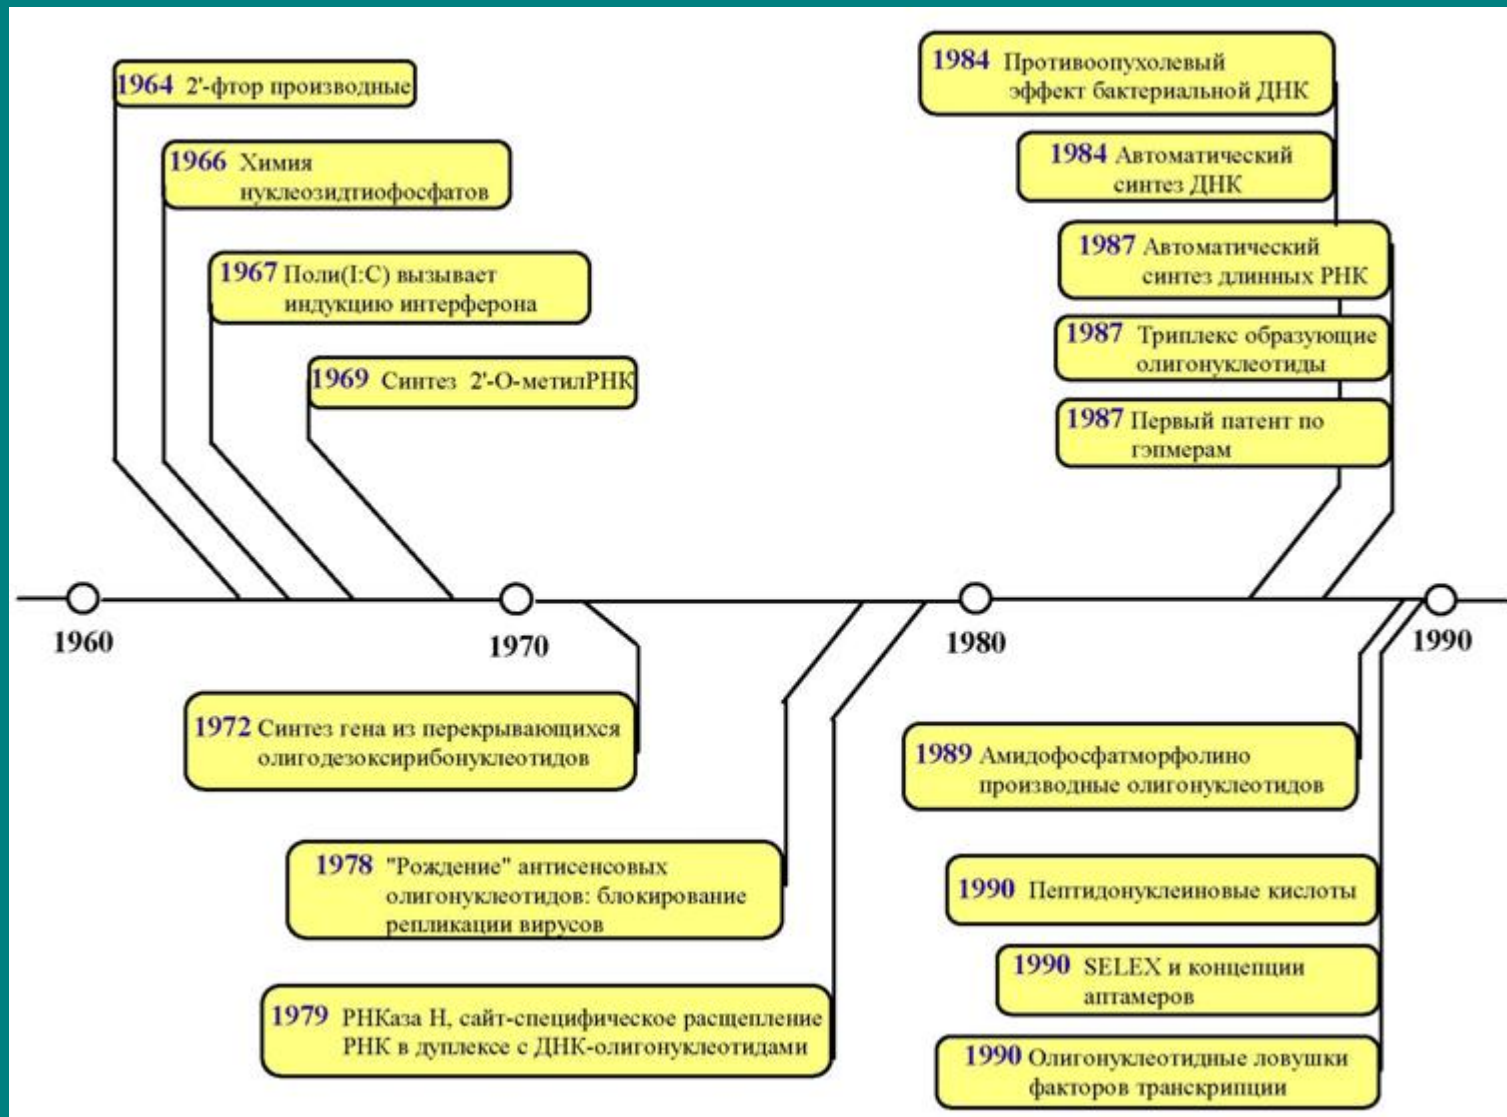 1964 2'-фтор производные
1966 Химия
нуклеозидтиофосфатов
1967 Поли(I:C) вызывает
индукцию интерферона
1969 Синтез 2'-О-метилРНК
1984 Противоопухолевый
эффект бактериальной ДНК
1984 Автоматический
синтез ДНК
1987 Автоматический
синтез длинных РНК
1987 Триплекс образующие
олигонуклеотиды
1987 Первый патент по
гэпмерам
1960
1970
1980
1990
1972 Синтез гена из перекрывающихся
олигодезоксирибонуклеотидов
1978 "Рождение" антисенсовых
олигонуклеотидов: блокирование
репликации вирусов
1979 РНКаза Н, сайт-специфическое расщепление
РНК в дуплексе с ДНК-олигонуклеотидами
1989 Амидофосфатморфолино
производные олигонуклеотидов
1990 Пептидонуклеиновые кислоты
1990 SELEX и концепции
аптамеров
1990 Олигонуклеотидные ловушки
факторов транскрипции